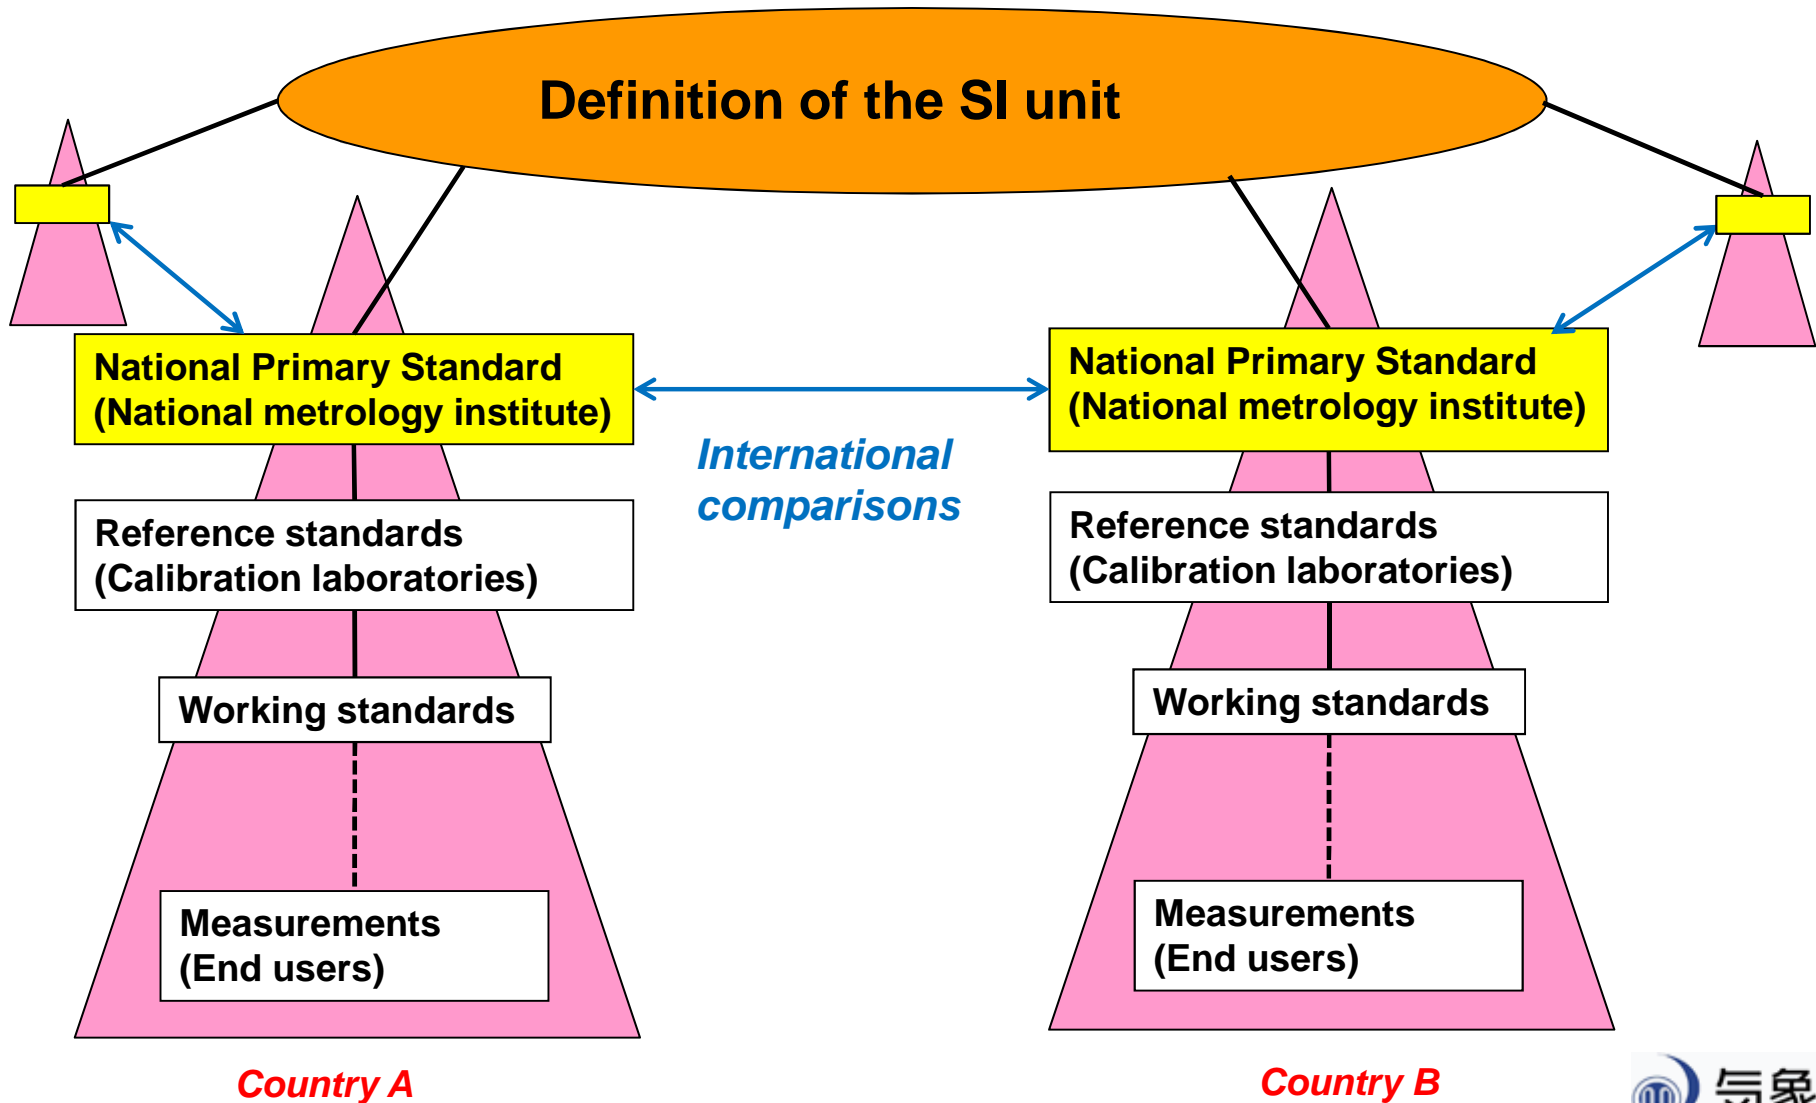 Definition of the SI unit
National Primary Standard
(National metrology institute)
National Primary Standard
(National metrology institute)
International
comparisons
Reference standards
(Calibration laboratories)
Reference standards
(Calibration laboratories)
Working standards
Working standards
Measurements
(End users)
Measurements
(End users)
Country A
Country B
気象